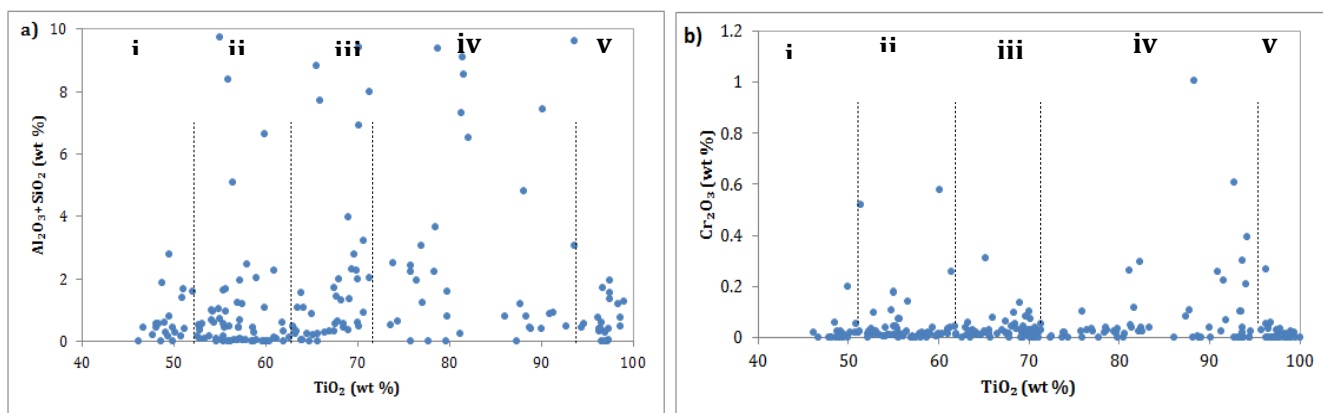 a)
i ii iii iv v
Al₂O₃+ SiO₂ (wt %)
10
8
6
4
2
0
40 50 60 70 80 90 100
TiO₂ (wt %)
b)
i ii iii iv v
Cr₂O₃ (wt %)
1.2
1
0.8
0.6
0.4
0.2
0
40 50 60 70 80 90 100
TiO₂ (wt %)